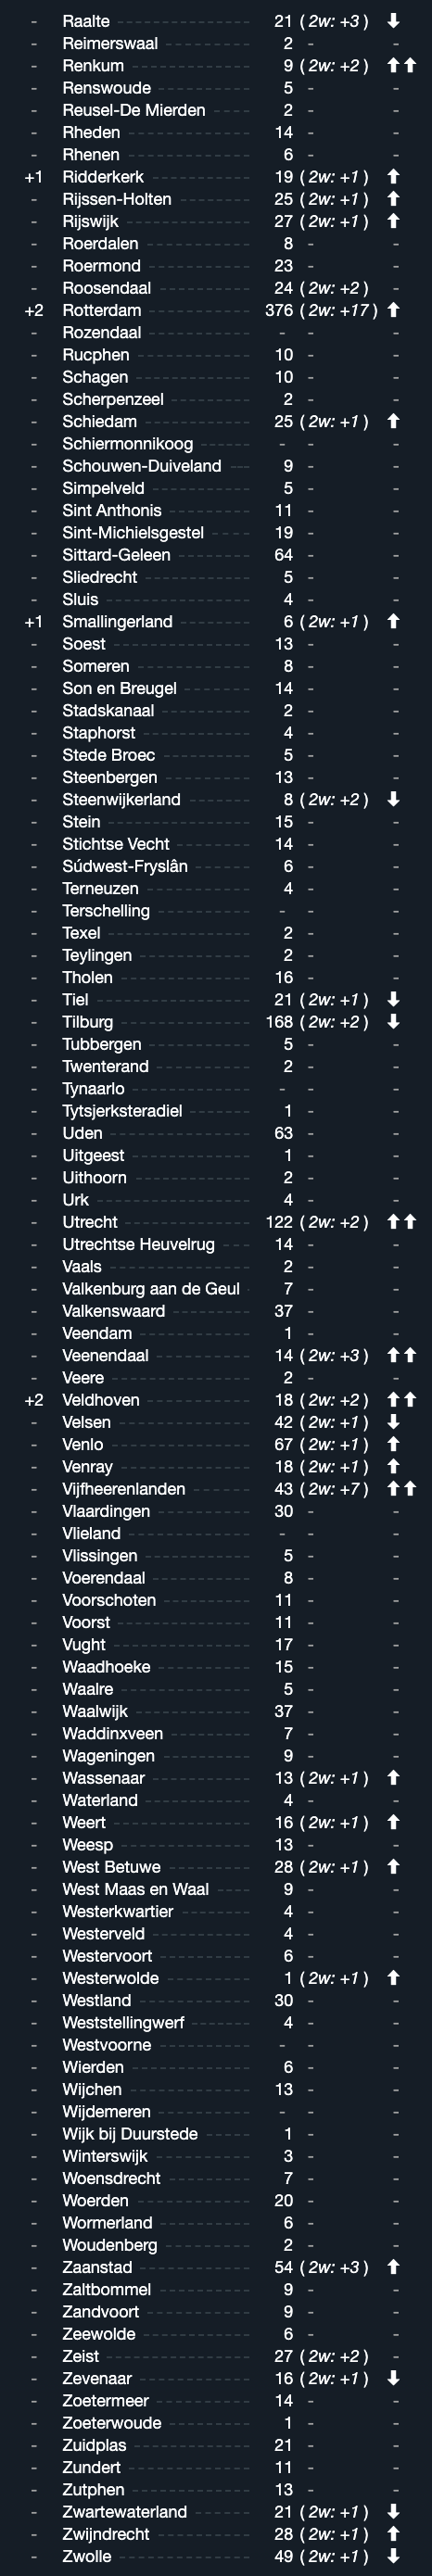 - Raalte 21 ( 2w: +3 ) ⬇
- Reimerswaal 2 - -
- Renkum 9 ( 2w: +2 ) ⬆⬆
- Renswoude 5 - -
- Reusel-De Mierden 2 - -
- Rheden 14 - -
- Rhenen 6 - -
+1 Ridderkerk 19 ( 2w: +1 ) ⬆
- Rijssen-Holten 25 ( 2w: +1 ) ⬆
- Rijswijk 27 ( 2w: +1 ) ⬆
- Roerdalen 8 - -
- Roermond 23 - -
- Roosendaal 24 ( 2w: +2 ) -
+2 Rotterdam 376 ( 2w: +17 ) ⬆
- Rozendaal - - -
- Rucphen 10 - -
- Schagen 10 - -
- Scherpenzeel 2 - -
- Schiedam 25 ( 2w: +1 ) ⬆
- Schiermonnikoog - - -
- Schouwen-Duiveland 9 - -
- Simpelveld 5 - -
- Sint Anthonis 11 - -
- Sint-Michielsgestel 19 - -
- Sittard-Geleen 64 - -
- Sliedrecht 5 - -
- Sluis 4 - -
+1 Smallingerland 6 ( 2w: +1 ) ⬆
- Soest 13 - -
- Someren 8 - -
- Son en Breugel 14 - -
- Stadskanaal 2 - -
- Staphorst 4 - -
- Stede Broec 5 - -
- Steenbergen 13 - -
- Steenwijkerland 8 ( 2w: +2 ) ⬇
- Stein 15 - -
- Stichtse Vecht 14 - -
- Súdwest-Fryslân 6 - -
- Terneuzen 4 - -
- Terschelling - - -
- Texel 2 - -
- Teylingen 2 - -
- Tholen 16 - -
- Tiel 21 ( 2w: +1 ) ⬇
- Tilburg 168 ( 2w: +2 ) ⬇
- Tubbergen 5 - -
- Twenterand 2 - -
- Tynaarlo - - -
- Tytsjerksteradiel 1 - -
- Uden 63 - -
- Uitgeest 1 - -
- Uithoorn 2 - -
- Urk 4 - -
- Utrecht 122 ( 2w: +2 ) ⬆⬆
- Utrechtse Heuvelrug 14 - -
- Vaals 2 - -
- Valkenburg aan de Geul 7 - -
- Valkenswaard 37 - -
- Veendam 1 - -
- Veenendaal 14 ( 2w: +3 ) ⬆⬆
- Veere 2 - -
+2 Veldhoven 18 ( 2w: +2 ) ⬆⬆
- Velsen 42 ( 2w: +1 ) ⬇
- Venlo 67 ( 2w: +1 ) ⬆
- Venray 18 ( 2w: +1 ) ⬆
- Vijfheerenlanden 43 ( 2w: +7 ) ⬆⬆
- Vlaardingen 30 - -
- Vlieland - - -
- Vlissingen 5 - -
- Voerendaal 8 - -
- Voorschoten 11 - -
- Voorst 11 - -
- Vught 17 - -
- Waadhoeke 15 - -
- Waalre 5 - -
- Waalwijk 37 - -
- Waddinxveen 7 - -
- Wageningen 9 - -
- Wassenaar 13 ( 2w: +1 ) ⬆
- Waterland 4 - -
- Weert 16 ( 2w: +1 ) ⬆
- Weesp 13 - -
- West Betuwe 28 ( 2w: +1 ) ⬆
- West Maas en Waal 9 - -
- Westerkwartier 4 - -
- Westerveld 4 - -
- Westervoort 6 - -
- Westerwolde 1 ( 2w: +1 ) ⬆
- Westland 30 - -
- Weststellingwerf 4 - -
- Westvoorne - - -
- Wierden 6 - -
- Wijchen 13 - -
- Wijdemeren - - -
- Wijk bij Duurstede 1 - -
- Winterswijk 3 - -
- Woensdrecht 7 - -
- Woerden 20 - -
- Wormerland 6 - -
- Woudenberg 2 - -
- Zaanstad 54 ( 2w: +3 ) ⬆
- Zaltbommel 9 - -
- Zandvoort 9 - -
- Zeewolde 6 - -
- Zeist 27 ( 2w: +2 ) -
- Zevenaar 16 ( 2w: +1 ) ⬇
- Zoetermeer 14 - -
- Zoeterwoude 1 - -
- Zuidplas 21 - -
- Zundert 11 - -
- Zutphen 13 - -
- Zwartewaterland 21 ( 2w: +1 ) ⬇
- Zwijndrecht 28 ( 2w: +1 ) ⬆
- Zwolle 49 ( 2w: +1 ) ⬇